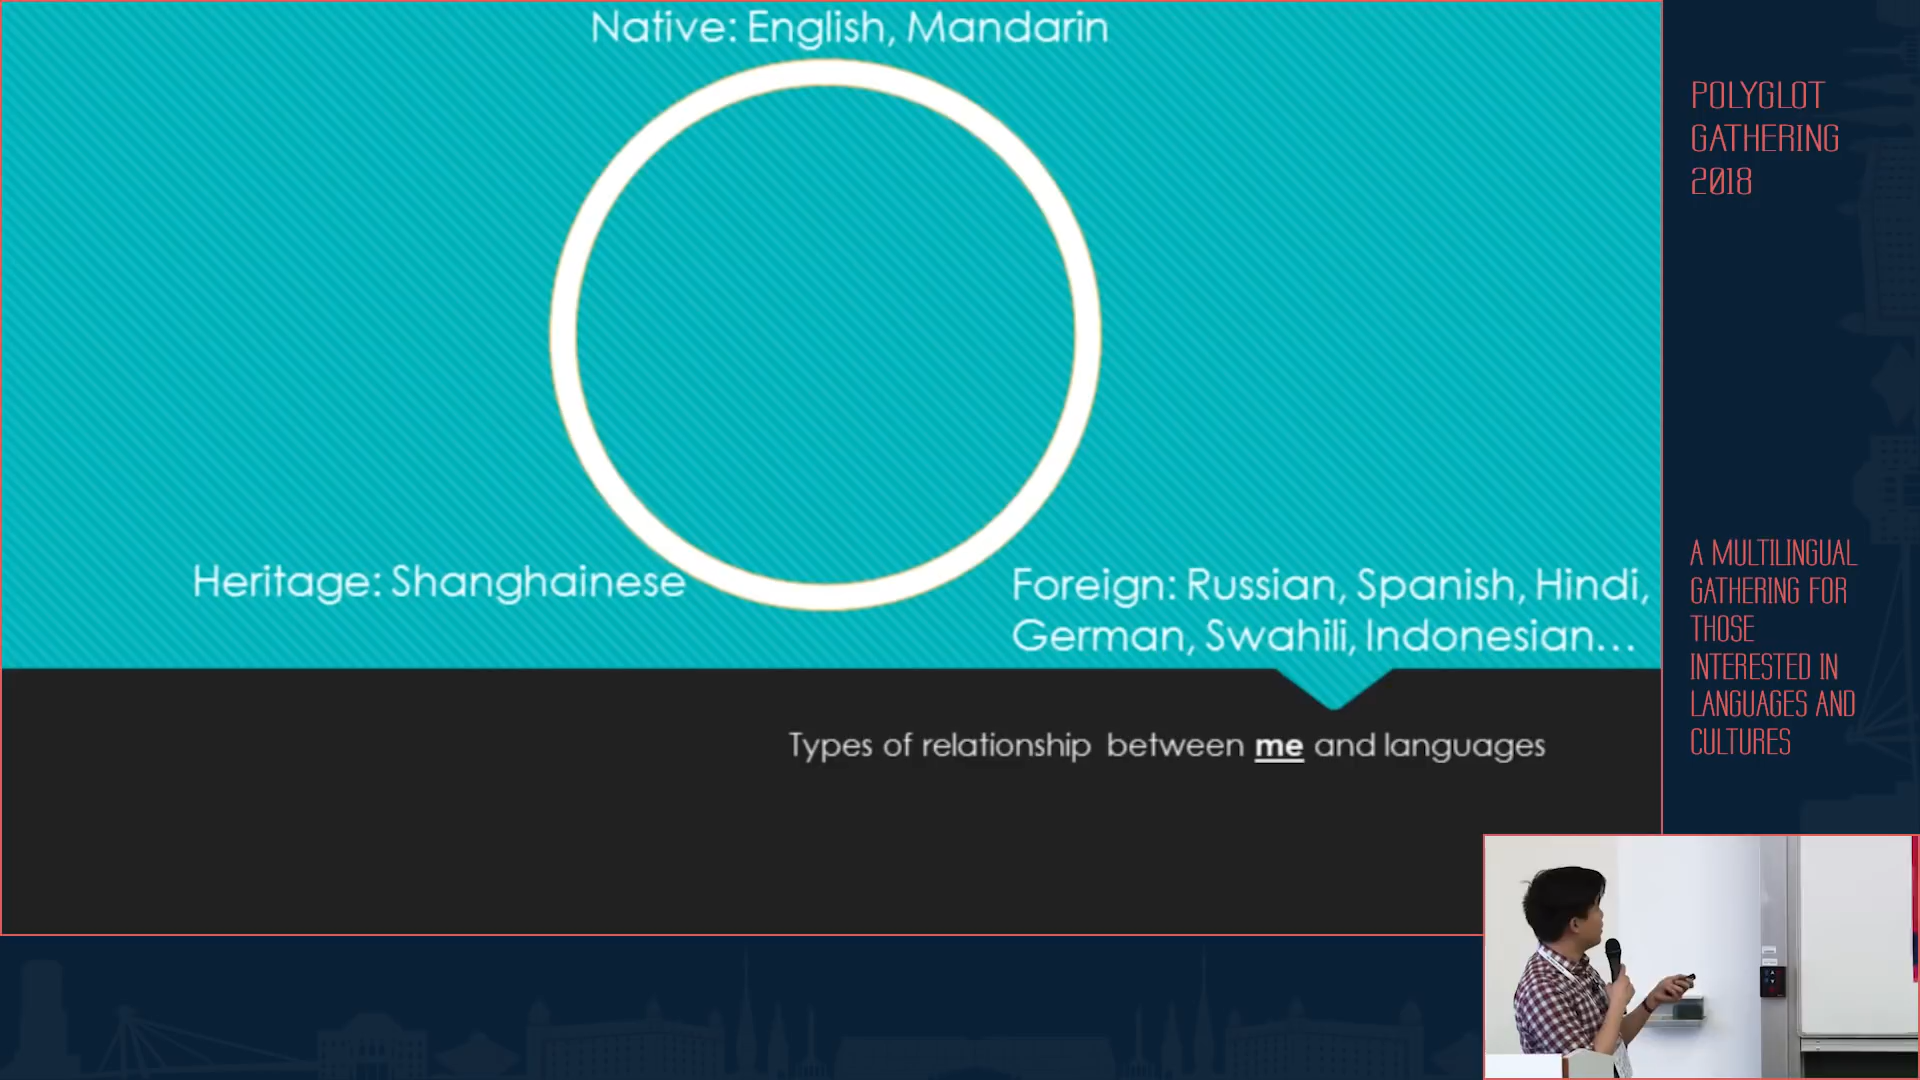 Native: English, Mandarin
Heritage: Shanghainese
Foreign: Russian, Spanish, Hindi,
German, Swahili, Indonesian...
Types of relationship between me and languages
POLYGLOT
GATHERING
2018
A MULTILINGUAL
GATHERING FOR
THOSE
INTERESTED IN
LANGUAGES AND
CULTURES